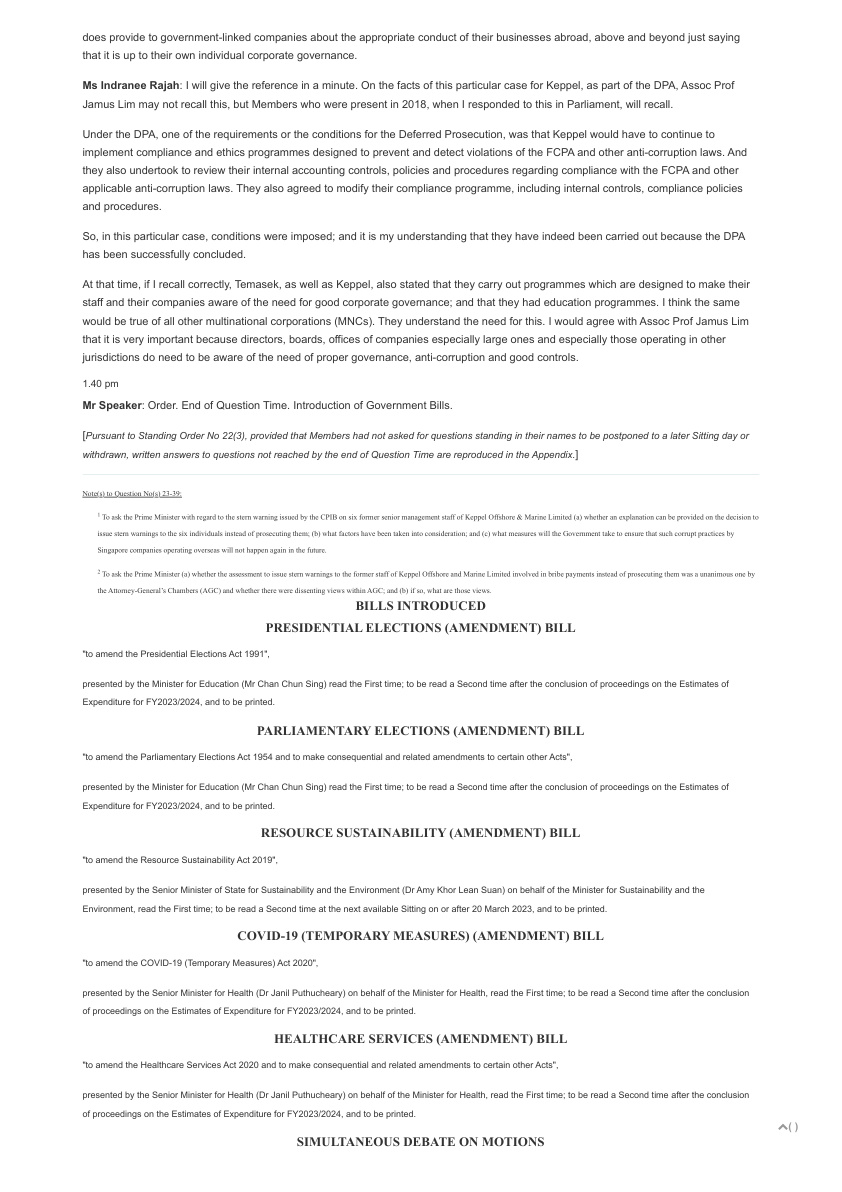 does provide to government-linked companies about the appropriate conduct of their businesses abroad, above and beyond just saying
that it is up to their own individual corporate governance.
Ms Indranee Rajah: I will give the reference in a minute. On the facts of this particular case for Keppel, as part of the DPA, Assoc Prof
Jamus Lim may not recall this, but Members who were present in 2018, when I responded to this in Parliament, will recall.
Under the DPA, one of the requirements or the conditions for the Deferred Prosecution, was that Keppel would have to continue to
implement compliance and ethics programmes designed to prevent and detect violations of the FCPA and other anti-corruption laws. And
they also undertook to review their internal accounting controls, policies and procedures regarding compliance with the FCPA and other
applicable anti-corruption laws. They also agreed to modify their compliance programme, including internal controls, compliance policies
and procedures.
So, in this particular case, conditions were imposed; and it is my understanding that they have indeed been carried out because the DPA
has been successfully concluded.
At that time, if I recall correctly, Temasek, as well as Keppel, also stated that they carry out programmes which are designed to make their
staff and their companies aware of the need for good corporate governance; and that they had education programmes. I think the same
would be true of all other multinational corporations (MNCs). They understand the need for this. I would agree with Assoc Prof Jamus Lim
that it is very important because directors, boards, offices of companies especially large ones and especially those operating in other
jurisdictions do need to be aware of the need of proper governance, anti-corruption and good controls.
1.40 pm
Mr Speaker: Order. End of Question Time. Introduction of Government Bills.
[Pursuant to Standing Order No 22(3), provided that Members had not asked for questions standing in their names to be postponed to a later Sitting day or
withdrawn, written answers to questions not reached by the end of Question Time are reproduced in the Appendix.]
Note(s) to Question No(s) 23-39:
1 To ask the Prime Minister with regard to the stern warning issued by the CPIB on six former senior management staff of Keppel Offshore & Marine Limited (a) whether an explanation can be provided on the decision to
issue stern warnings to the six individuals instead of prosecuting them; (b) what factors have been taken into consideration; and (c) what measures will the Government take to ensure that such corrupt practices by
Singapore companies operating overseas will not happen again in the future.
2 To ask the Prime Minister (a) whether the assessment to issue stern warnings to the former staff of Keppel Offshore and Marine Limited involved in bribe payments instead of prosecuting them was a unanimous one by
the Attorney-General's Chambers (AGC) and whether there were dissenting views within AGC; and (b) if so, what are those views.
BILLS INTRODUCED
PRESIDENTIAL ELECTIONS (AMENDMENT) BILL
"to amend the Presidential Elections Act 1991",
presented by the Minister for Education (Mr Chan Chun Sing) read the First time; to be read a Second time after the conclusion of proceedings on the Estimates of
Expenditure for FY2023/2024, and to be printed.
PARLIAMENTARY ELECTIONS (AMENDMENT) BILL
"to amend the Parliamentary Elections Act 1954 and to make consequential and related amendments to certain other Acts",
presented by the Minister for Education (Mr Chan Chun Sing) read the First time; to be read a Second time after the conclusion of proceedings on the Estimates of
Expenditure for FY2023/2024, and to be printed.
RESOURCE SUSTAINABILITY (AMENDMENT) BILL
"to amend the Resource Sustainability Act 2019",
presented by the Senior Minister of State for Sustainability and the Environment (Dr Amy Khor Lean Suan) on behalf of the Minister for Sustainability and the
Environment, read the First time; to be read a Second time at the next available Sitting on or after 20 March 2023, and to be printed.
COVID-19 (TEMPORARY MEASURES) (AMENDMENT) BILL
"to amend the COVID-19 (Temporary Measures) Act 2020",
presented by the Senior Minister for Health (Dr Janil Puthucheary) on behalf of the Minister for Health, read the First time; to be read a Second time after the conclusion
of proceedings on the Estimates of Expenditure for FY2023/2024, and to be printed.
HEALTHCARE SERVICES (AMENDMENT) BILL
"to amend the Healthcare Services Act 2020 and to make consequential and related amendments to certain other Acts",
presented by the Senior Minister for Health (Dr Janil Puthucheary) on behalf of the Minister for Health, read the First time; to be read a Second time after the conclusion
of proceedings on the Estimates of Expenditure for FY2023/2024, and to be printed.
( )
SIMULTANEOUS DEBATE ON MOTIONS